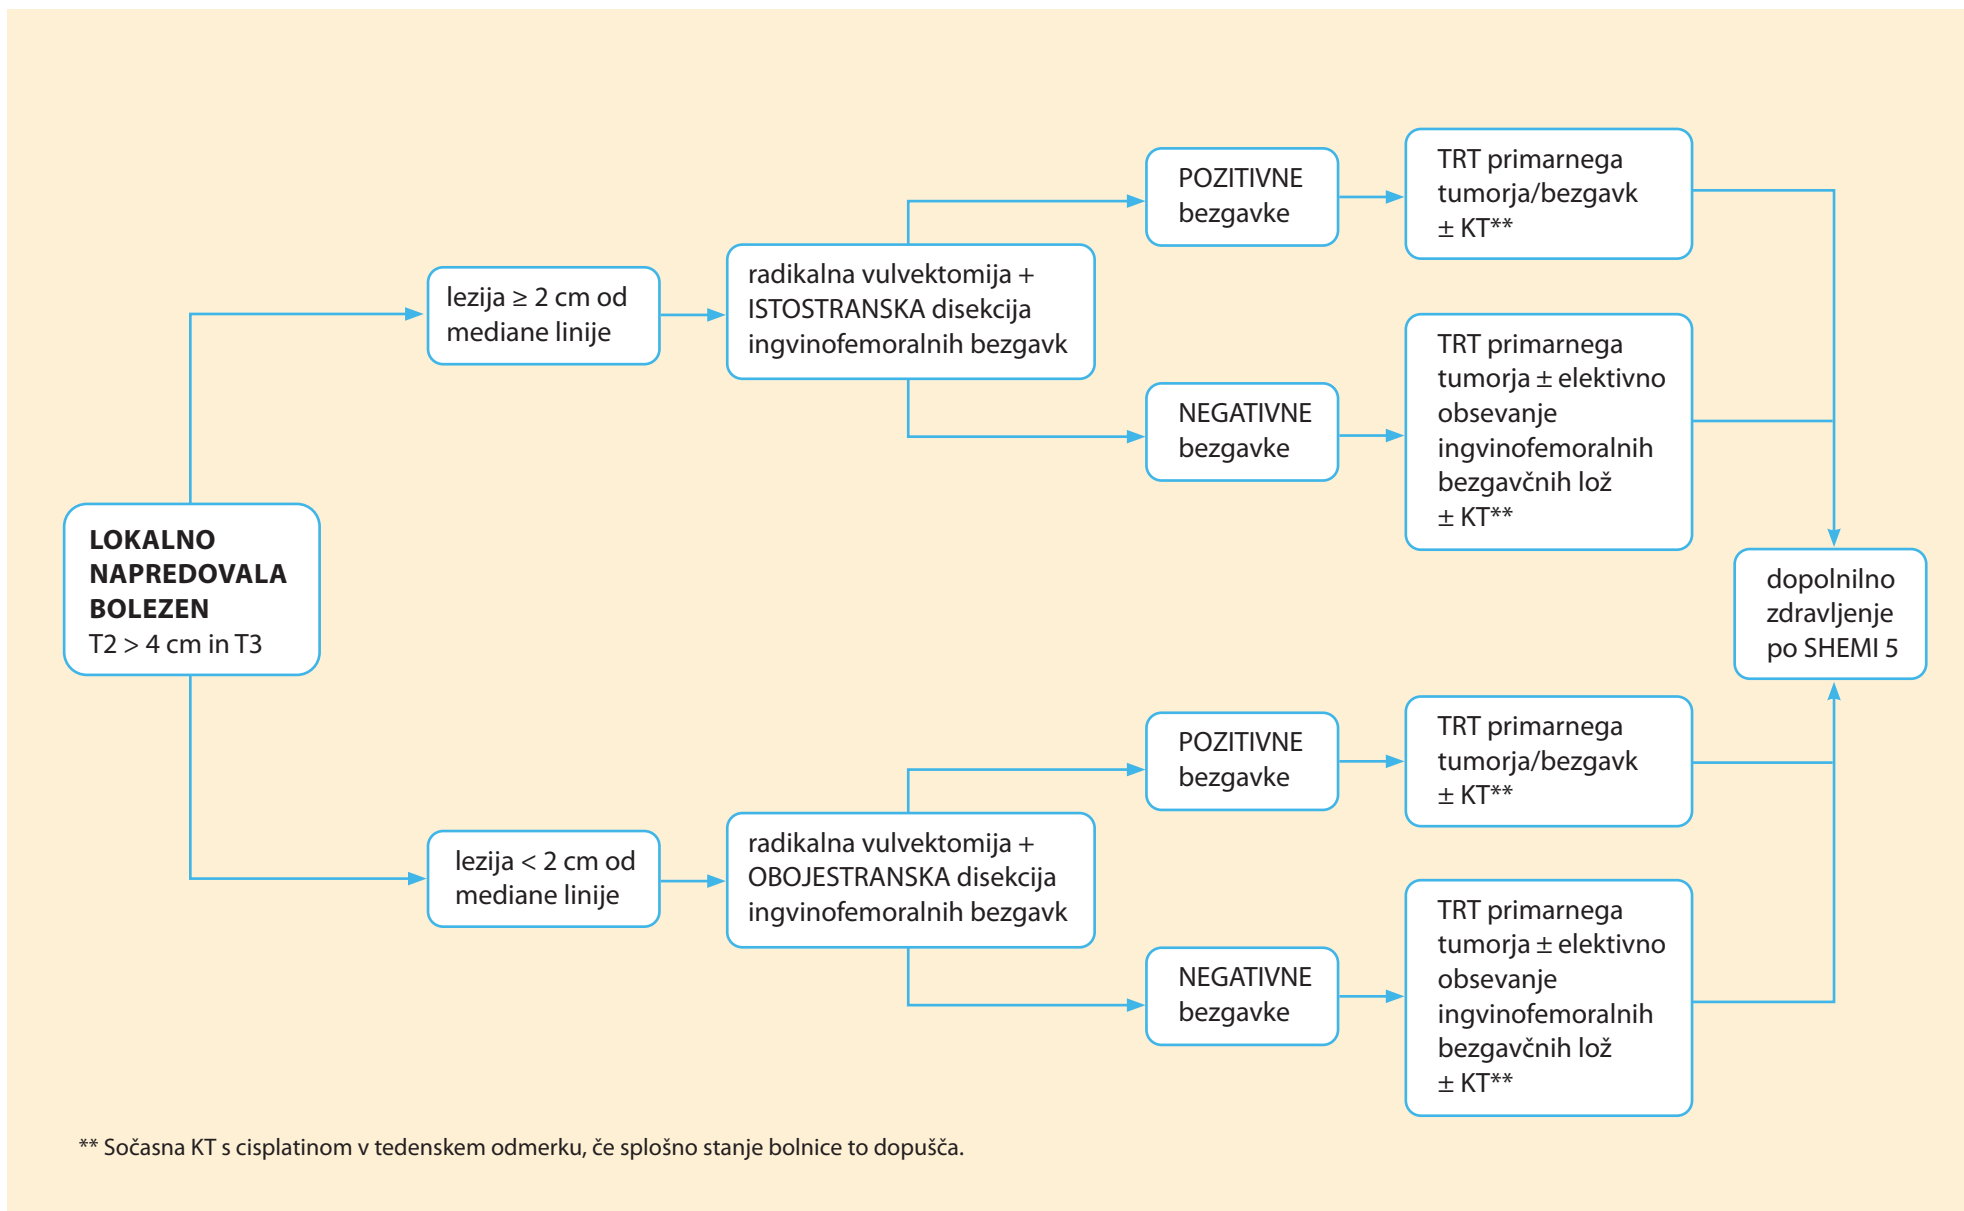 LOKALNO
NAPREDOVALA
BOLEZEN
T2 > 4 cm in T3
lezija ≥ 2 cm od
mediane linije
radikalna vulvektomija +
ISTOSTRANSKA disekcija
ingvinofemoralnih bezgavk
POZITIVNE
bezgavke
TRT primarnega
tumorja/bezgavk
± KT**
NEGATIVNE
bezgavke
TRT primarnega
tumorja ± elektivno
obsevanje
ingvinofemoralnih
bezgavčnih lož
± KT**
lezija < 2 cm od
mediane linije
radikalna vulvektomija +
OBOJESTRANSKA disekcija
ingvinofemoralnih bezgavk
POZITIVNE
bezgavke
TRT primarnega
tumorja/bezgavk
± KT**
NEGATIVNE
bezgavke
TRT primarnega
tumorja ± elektivno
obsevanje
ingvinofemoralnih
bezgavčnih lož
± KT**
dopolnilno
zdravljenje
po SHEMI 5
** Sočasna KT s cisplatinom v tedenskem odmerku, če splošno stanje bolnice to dopušča.